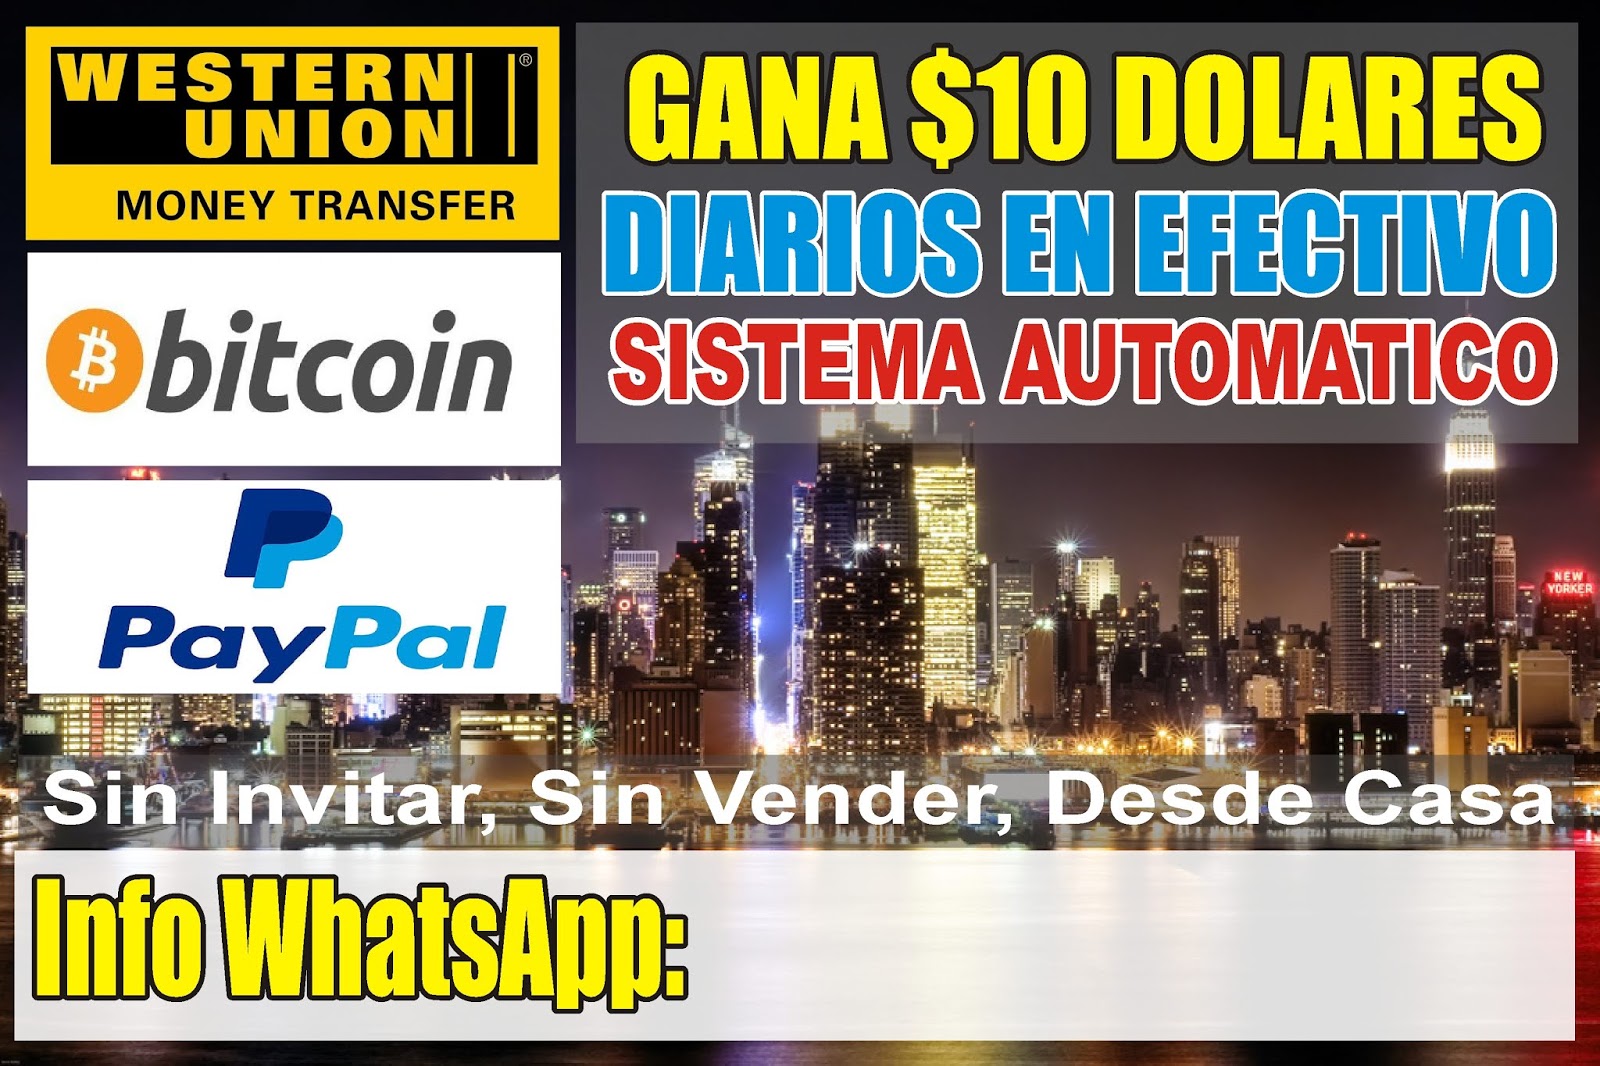 WESTERN
UNION ®
MONEY TRANSFER
bitcoin
PayPal
GANA $10 DOLARES
DIARIOS EN EFECTIVO
SISTEMA AUTOMATICO
NEW
YORKER
Sin Invitar, Sin Vender, Desde Casa
Info WhatsApp: